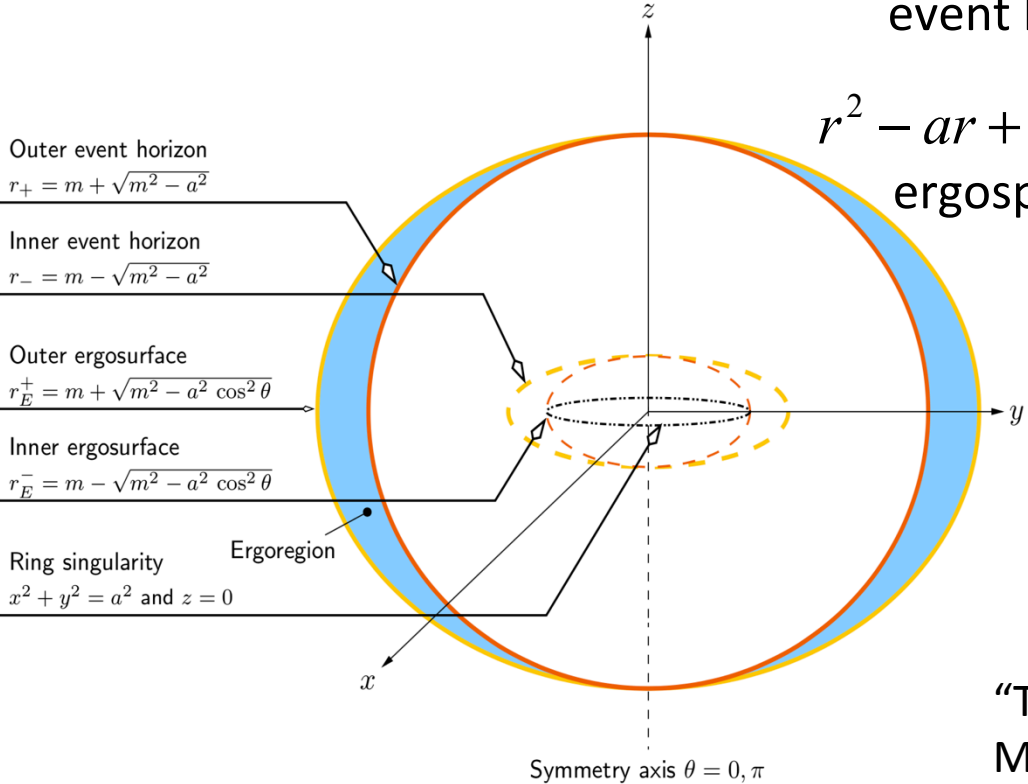 z
event
r² − ar +
Outer event horizon
r₊ = m + √(m² − a²)
Inner event horizon
r₋ = m − √(m² − a²)
Outer ergosurface
r_E⁺ = m + √(m² − a² cos² θ)
Inner ergosurface
r_E⁻ = m − √(m² − a² cos² θ)
Ergoregion
Ring singularity
x² + y² = a² and z = 0
y
x
Symmetry axis θ = 0, π